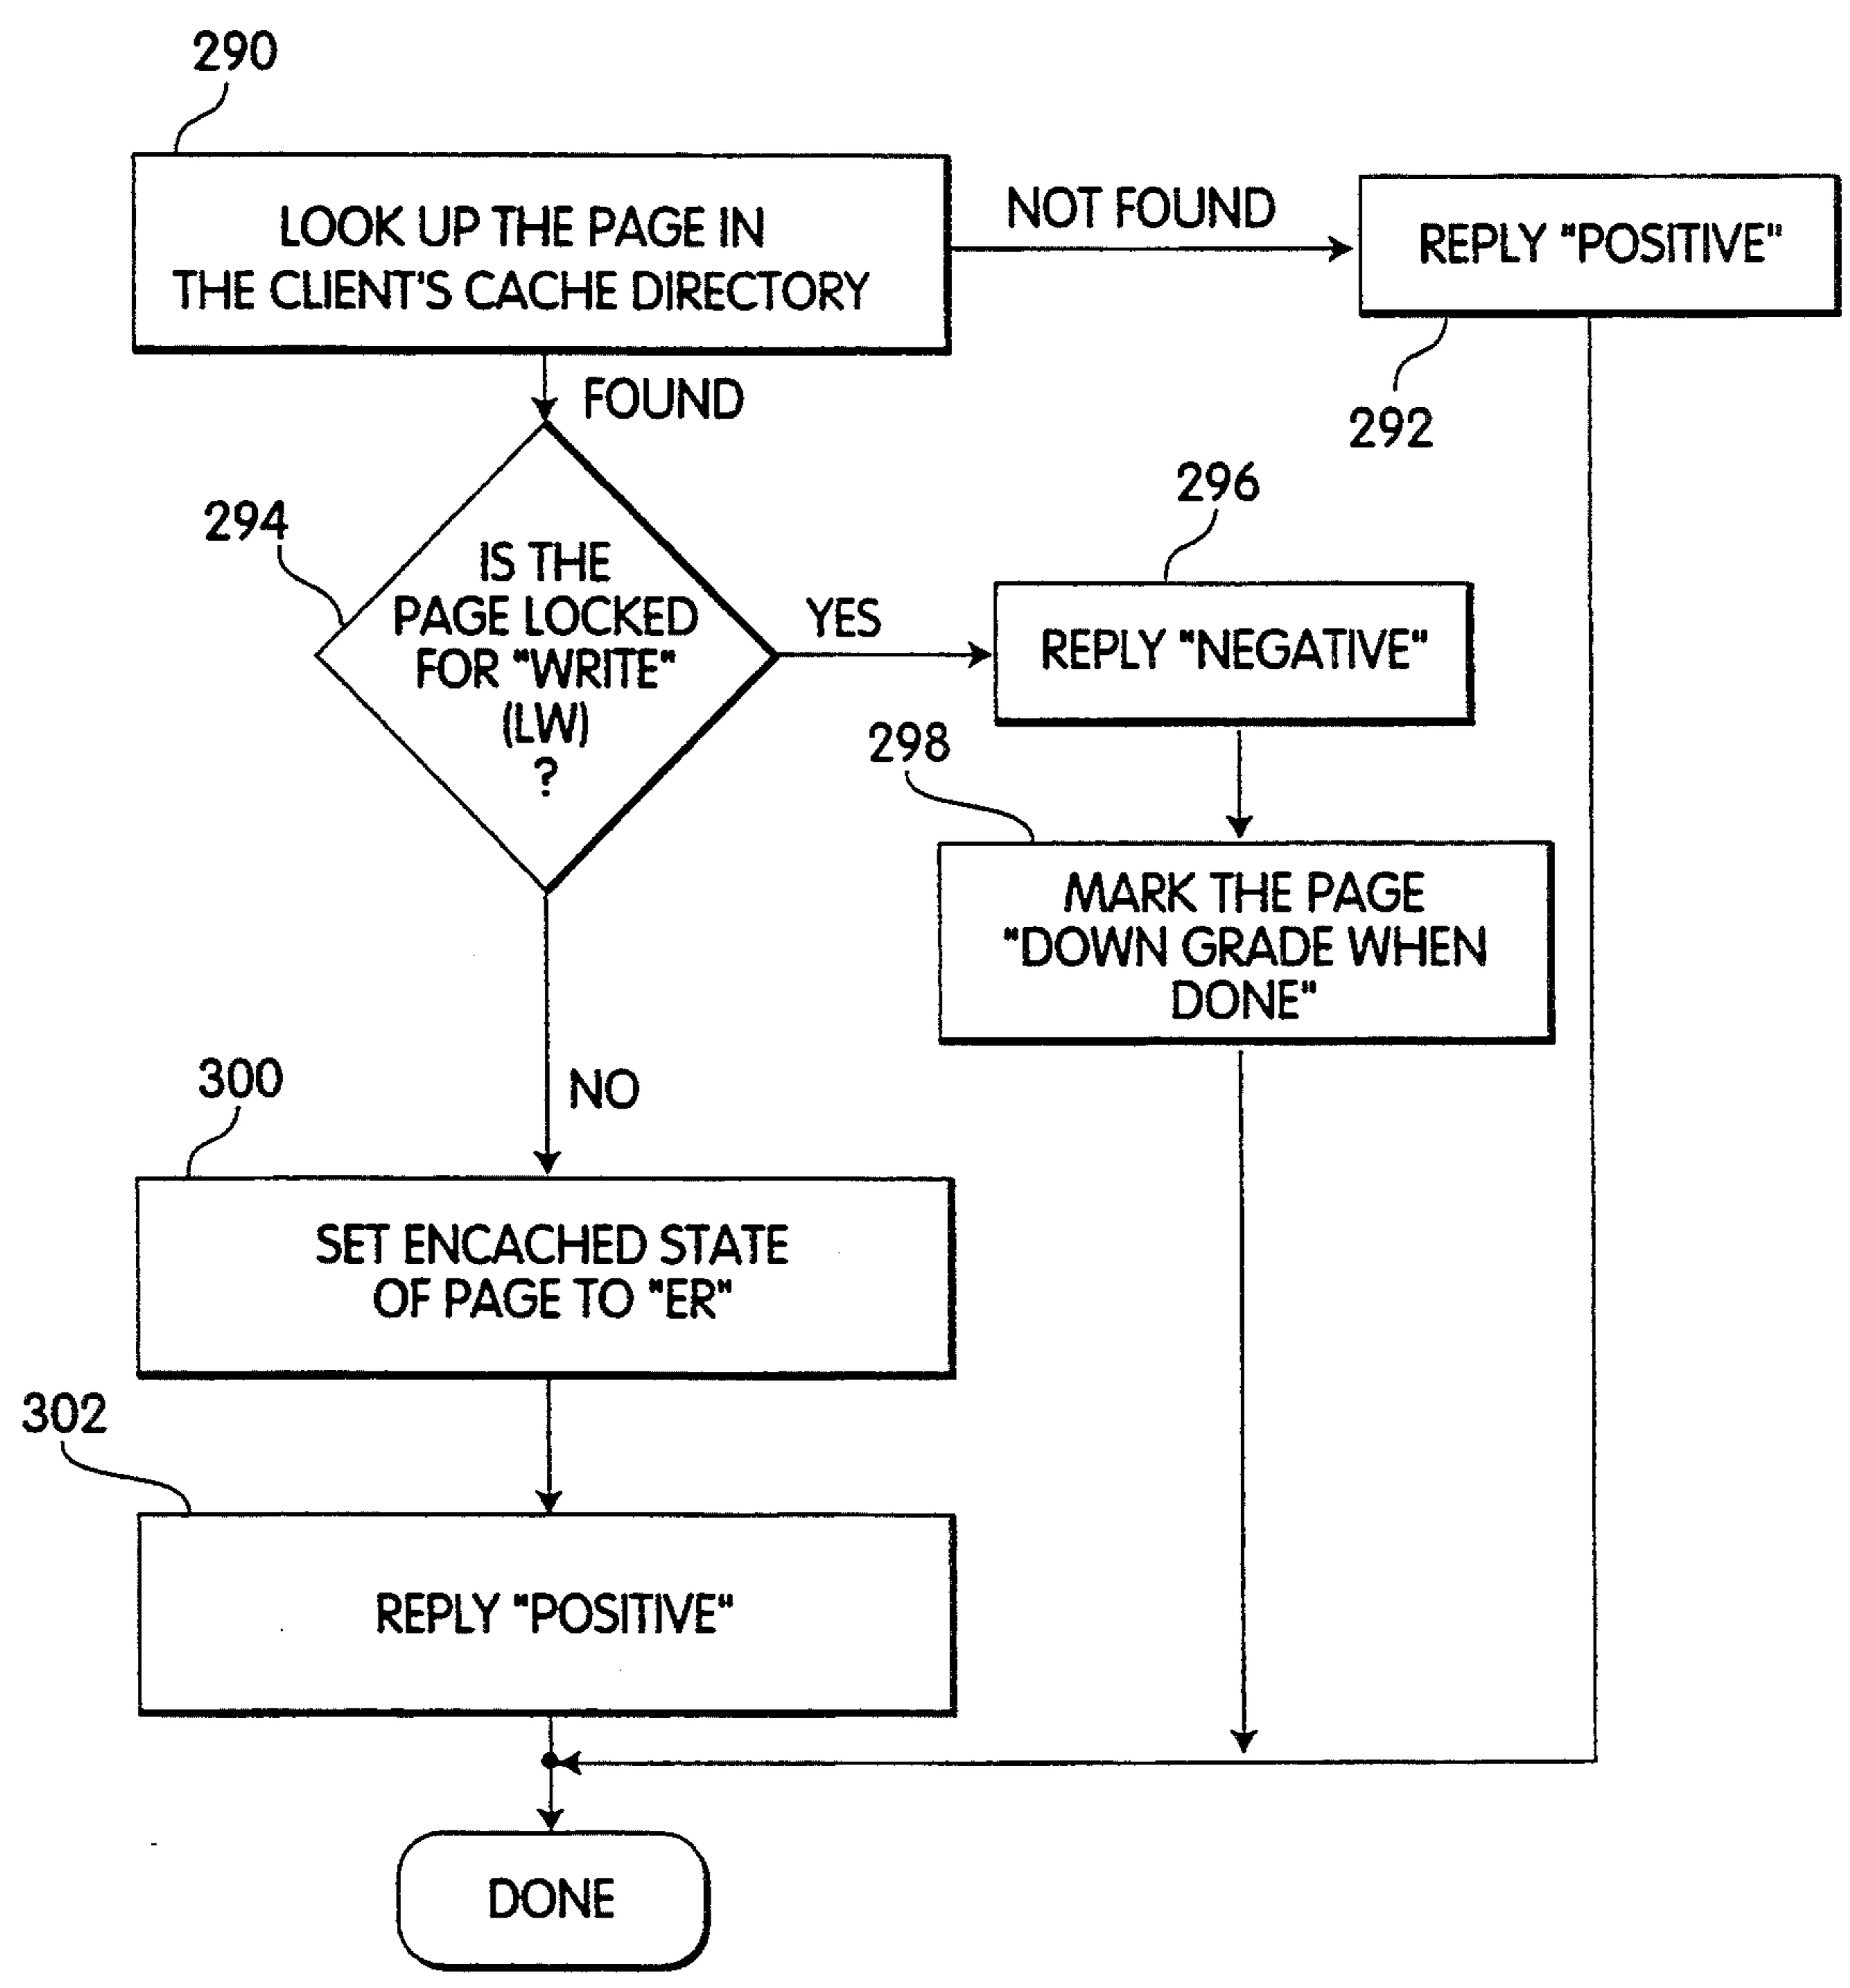 290
LOOK UP THE PAGE IN
THE CLIENT'S CACHE DIRECTORY
NOT FOUND
REPLY "POSITIVE"
292
FOUND
294
IS THE
PAGE LOCKED
FOR "WRITE"
(LW)
?
YES
296
REPLY "NEGATIVE"
298
MARK THE PAGE
"DOWN GRADE WHEN
DONE"
NO
300
SET ENCACHED STATE
OF PAGE TO "ER"
302
REPLY "POSITIVE"
DONE